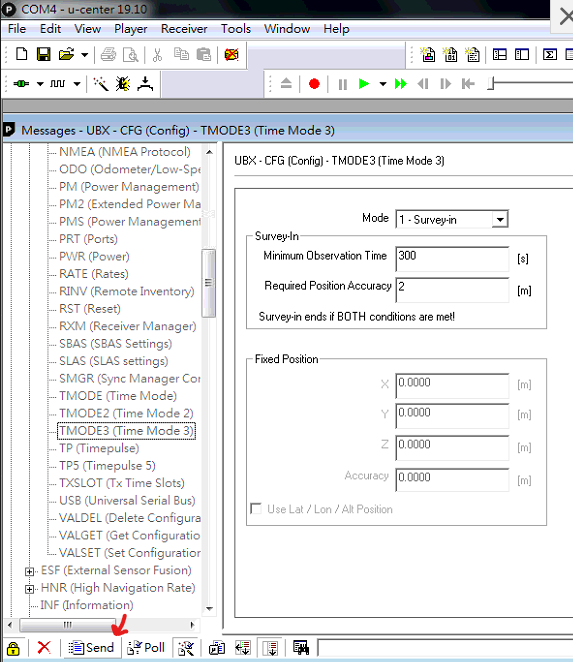 COM4 - u-center 19.10
File Edit View Player Receiver Tools Window Help
Messages - UBX - CFG (Config) - TMODE3 (Time Mode 3)
NMEA (NMEA Protocol)
ODO (Odometer/Low-Spe
PM (Power Management)
PM2 (Extended Power Ma
PMS (Power Management
PRT (Ports)
PWR (Power)
RATE (Rates)
RINV (Remote Inventory)
RST (Reset)
RXM (Receiver Manager)
SBAS (SBAS Settings)
SLAS (SLAS settings)
SMGR (Sync Manager Cor
TMODE (Time Mode)
TMODE2 (Time Mode 2)
TMODE3 (Time Mode 3)
TP (Timepulse)
TP5 (Timepulse 5)
TXSLOT (Tx Time Slots)
USB (Universal Serial Bus)
VALDEL (Delete Configura
VALGET (Get Configuratio
VALSET (Set Configuration
ESF (External Sensor Fusion)
HNR (High Navigation Rate)
INF (Information)
UBX - CFG (Config) - TMODE3 (Time Mode 3)
Mode 1 - Survey-in
Survey-In
Minimum Observation Time 300 [s]
Required Position Accuracy 2 [m]
Survey-in ends if BOTH conditions are met!
Fixed Position
X 0.0000 [m]
Y 0.0000 [m]
Z 0.0000 [m]
Accuracy 0.0000 [m]
Use Lat / Lon / Alt Position
Send Poll